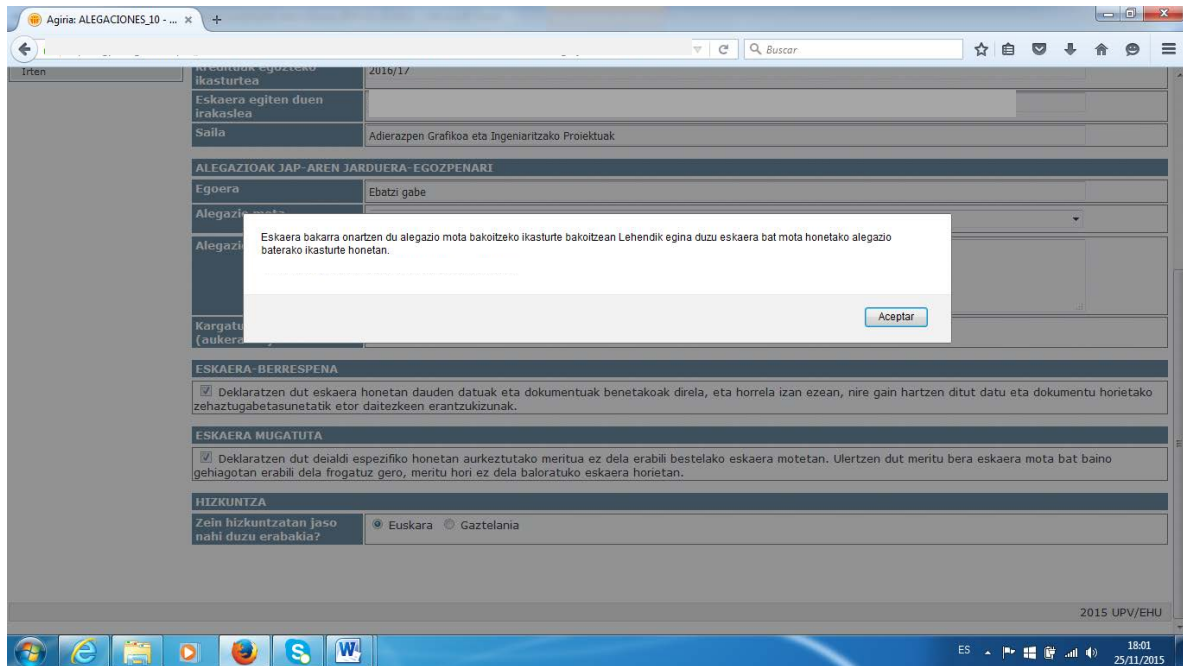 Agiria: ALEGACIONES_10 - ...
Buscar
Irten
Kredituak egozteko
ikasturtea
2016/17
Eskaera egiten duen
irakaslea
Saila
Adierazpen Grafikoa eta Ingeniaritzako Proiektuak
ALEGAZIOAK JAP-AREN JARDUERA-EGOZPENARI
Egoera
Ebatzi gabe
Alegazio mota
Eskaera bakarra onartzen du alegazio mota bakoitzeko ikasturte bakoitzean Lehendik egina duzu eskaera bat mota honetako alegazio
baterako ikasturte honetan.
Alegazi
Aceptar
Kargatu
(aukera
ESKAERA-BERRESPENA
Deklaratzen dut eskaera honetan dauden datuak eta dokumentuak benetakoak direla, eta horrela izan ezean, nire gain hartzen ditut datu eta dokumentu horietako
zehaztugabetasunetatik etor daitezkeen erantzukizunak.
ESKAERA MUGATUTA
Deklaratzen dut deialdi espezifiko honetan aurkeztutako meritua ez dela erabili bestelako eskaera motetan. Ulertzen dut meritu bera eskaera mota bat baino
gehiagotan erabili dela frogatuz gero, meritu hori ez dela baloratuko eskaera horietan.
HIZKUNTZA
Zein hizkuntzatan jaso
nahi duzu erabakia?
Euskara Gaztelania
2015 UPV/EHU
ES
18:01
25/11/2015